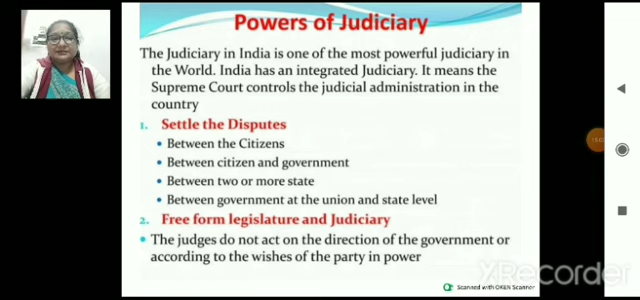 Powers of Judiciary
The Judiciary in India is one of the most powerful judiciary in
the World. India has an integrated Judiciary. It means the
Supreme Court controls the judicial administration in the
country
1. Settle the Disputes
• Between the Citizens
• Between citizen and government
• Between two or more state
• Between government at the union and state level
2. Free form legislature and Judiciary
• The judges do not act on the direction of the government or
according to the wishes of the party in power
XRecorder
Scanned with OKEN Scanner